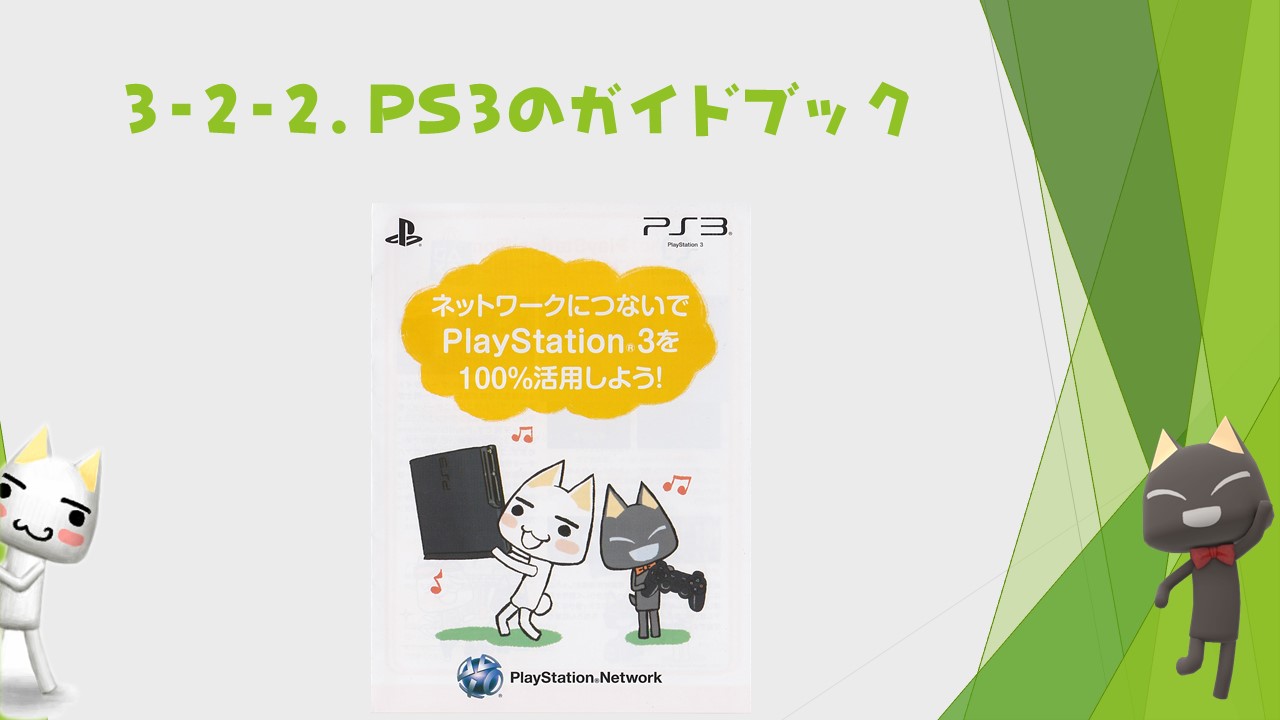 3-2-2.PS3のガイドブック
PS3
PlayStation 3
ネットワークにつないで
PlayStation®3を
100%活用しよう!
PS3
PlayStation®Network